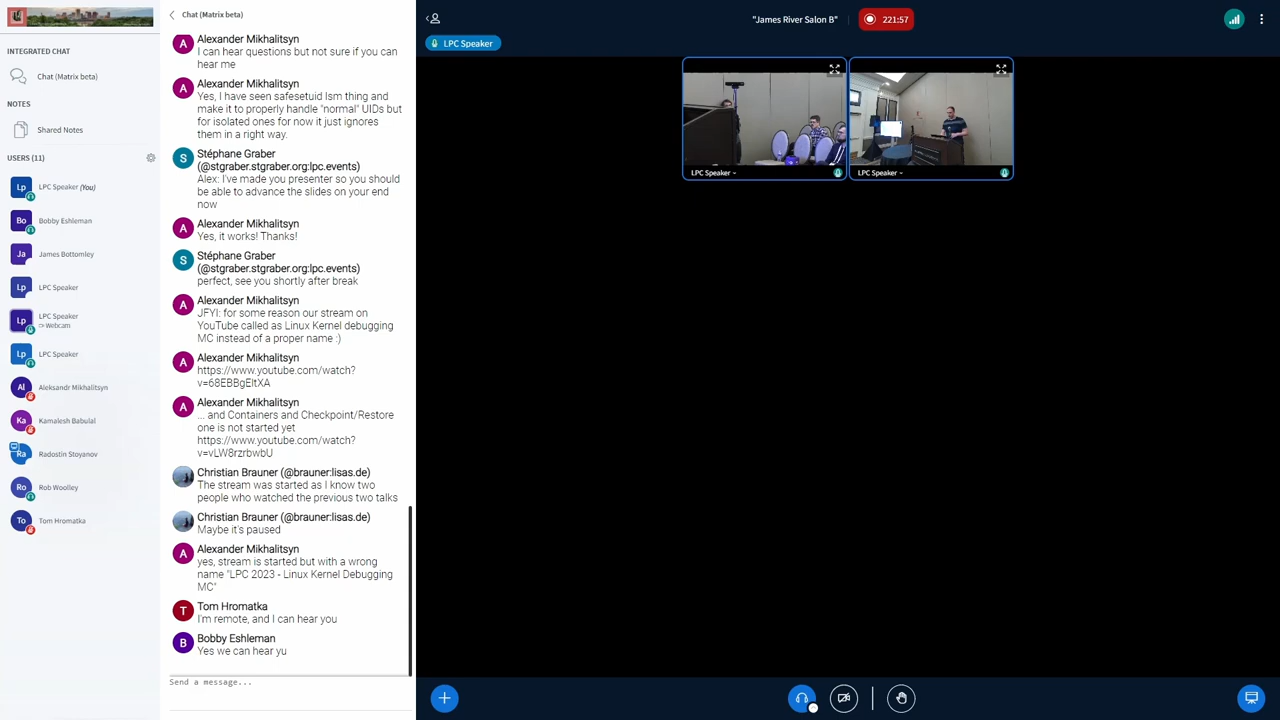 INTEGRATED CHAT
Chat (Matrix beta)
NOTES
Shared Notes
USERS (11)
Lp
LPC Speaker (You)
Bo
Bobby Eshleman
Ja
James Bottomley
Lp
LPC Speaker
Lp
LPC Speaker
Webcam
Lp
LPC Speaker
Al
Aleksandr Mikhalitsyn
Ka
Kamalesh Babulal
Ra
Radostin Stoyanov
Ro
Rob Woolley
To
Tom Hromatka
Chat (Matrix beta)
A
Alexander Mikhalitsyn
I can hear questions but not sure if you can
hear me
A
Alexander Mikhalitsyn
Yes, I have seen safesetuid lsm thing and
make it to properly handle "normal" UIDs but
for isolated ones for now it just ignores
them in a right way.
S
Stéphane Graber
(@stgraber.stgraber.org:lpc.events)
Alex: I've made you presenter so you should
be able to advance the slides on your end
now
A
Alexander Mikhalitsyn
Yes, it works! Thanks!
S
Stéphane Graber
(@stgraber.stgraber.org:lpc.events)
perfect, see you shortly after break
A
Alexander Mikhalitsyn
JFYI: for some reason our stream on
YouTube called as Linux Kernel debugging
MC instead of a proper name :)
A
Alexander Mikhalitsyn
https://www.youtube.com/watch?
v=68EBBgEltXA
A
Alexander Mikhalitsyn
... and Containers and Checkpoint/Restore
one is not started yet
https://www.youtube.com/watch?
v=vLW8rzrbwbU
Christian Brauner (@brauner:lisas.de)
The stream was started as I know two
people who watched the previous two talks
Christian Brauner (@brauner:lisas.de)
Maybe it's paused
A
Alexander Mikhalitsyn
yes, stream is started but with a wrong
name "LPC 2023 - Linux Kernel Debugging
MC"
T
Tom Hromatka
I'm remote, and I can hear you
B
Bobby Eshleman
Yes we can hear yu
Send a message...
"James River Salon B"
221:57
LPC Speaker
LPC Speaker
LPC Speaker